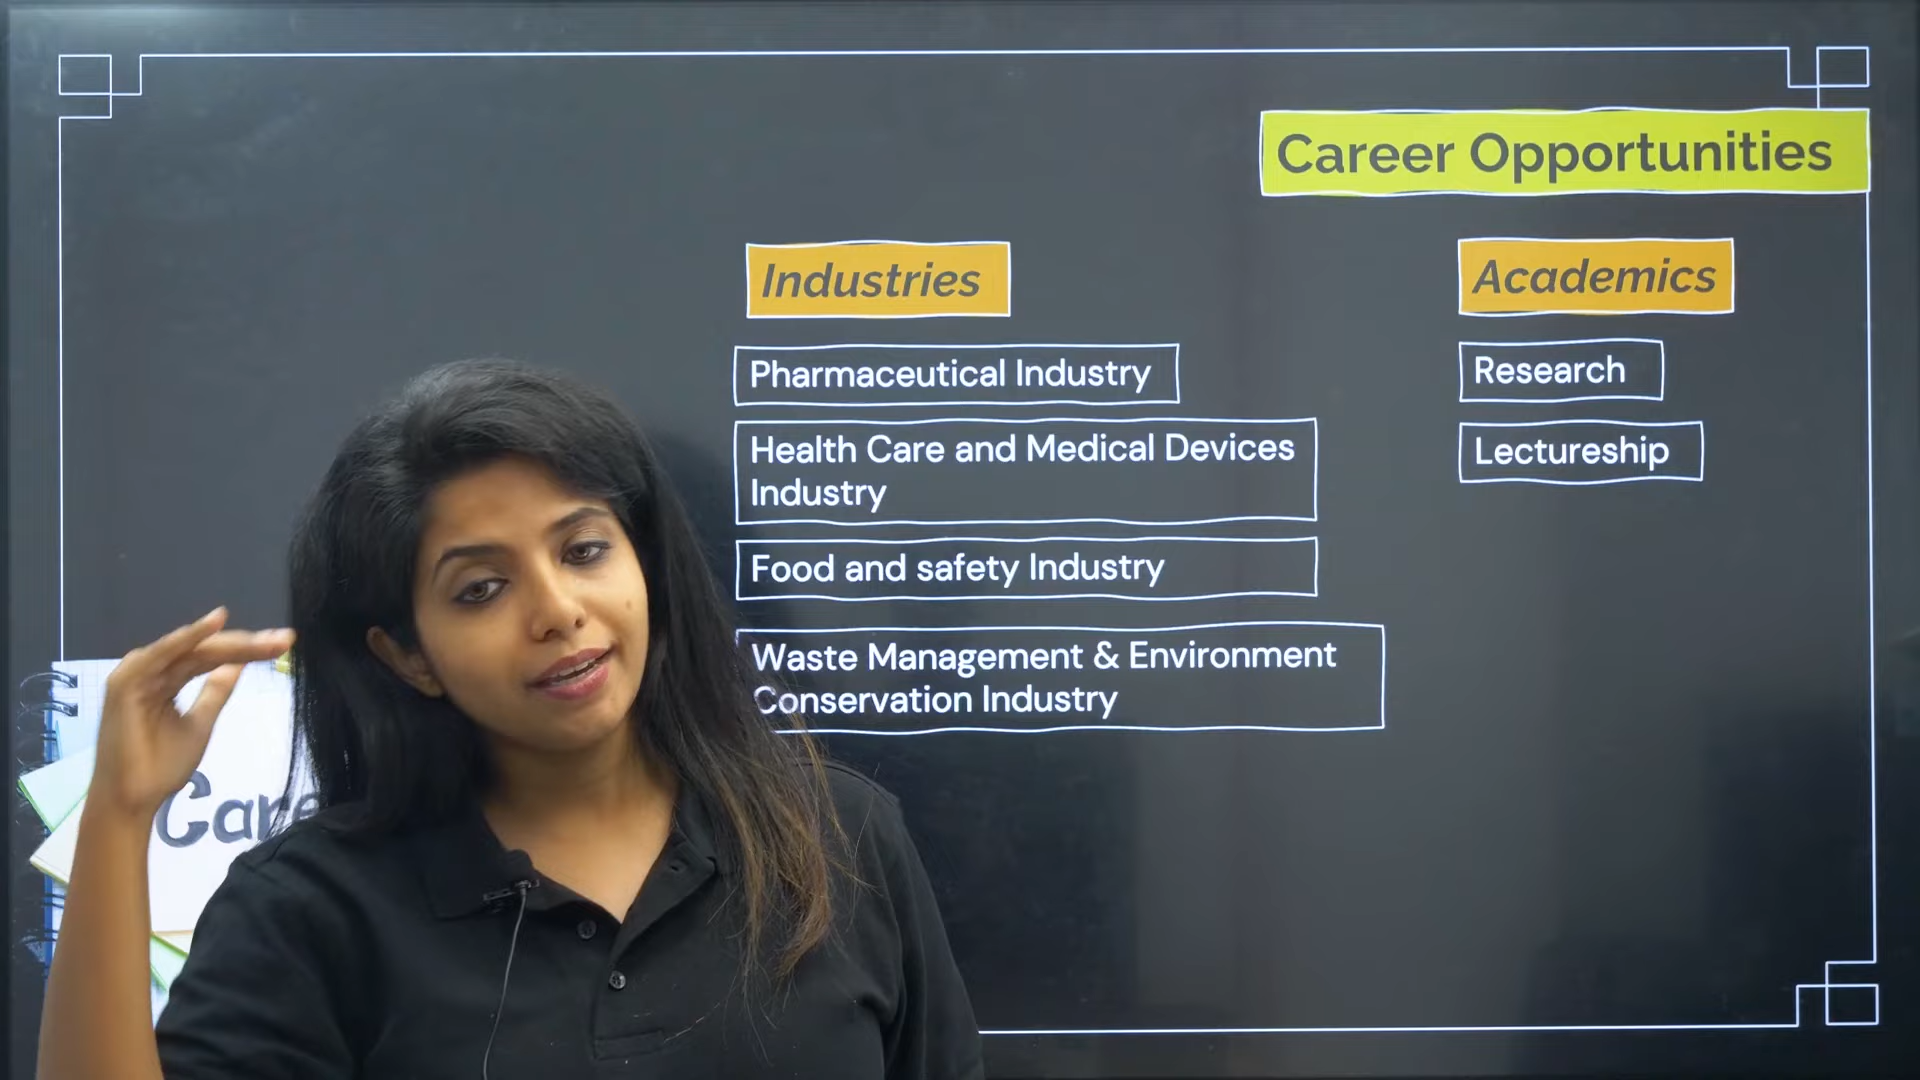 Career Opportunities
Industries
Pharmaceutical Industry
Health Care and Medical Devices
Industry
Food and safety Industry
Waste Management & Environment
Conservation Industry
Academics
Research
Lectureship